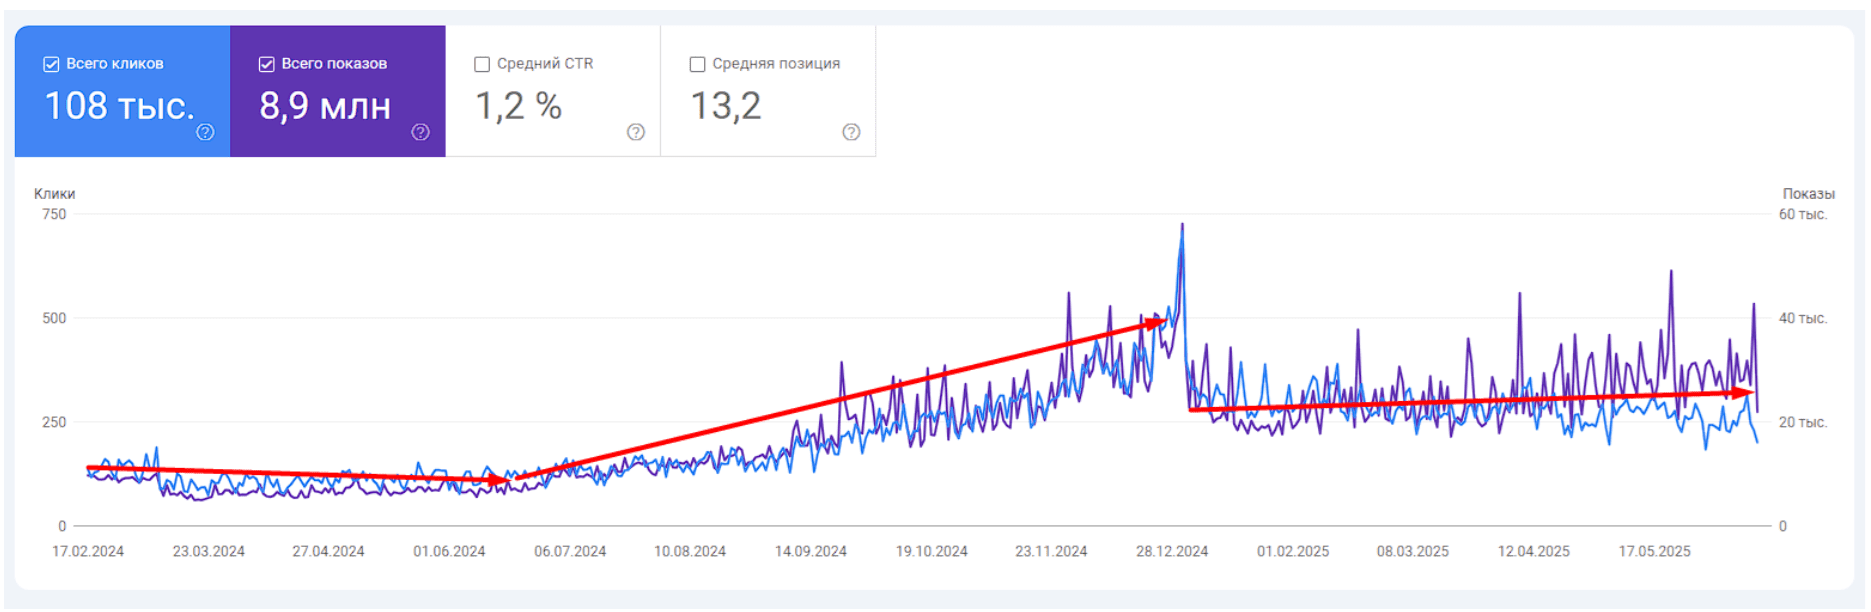 Всего кликов
108 тыс.
Всего показов
8,9 млн
Средний CTR
1,2 %
Средняя позиция
13,2
Клики
Показы
750
60 тыс.
500
40 тыс.
250
20 тыс.
0
0
17.02.2024 23.03.2024 27.04.2024 01.06.2024 06.07.2024 10.08.2024 14.09.2024 19.10.2024 23.11.2024 28.12.2024 01.02.2025 08.03.2025 12.04.2025 17.05.2025